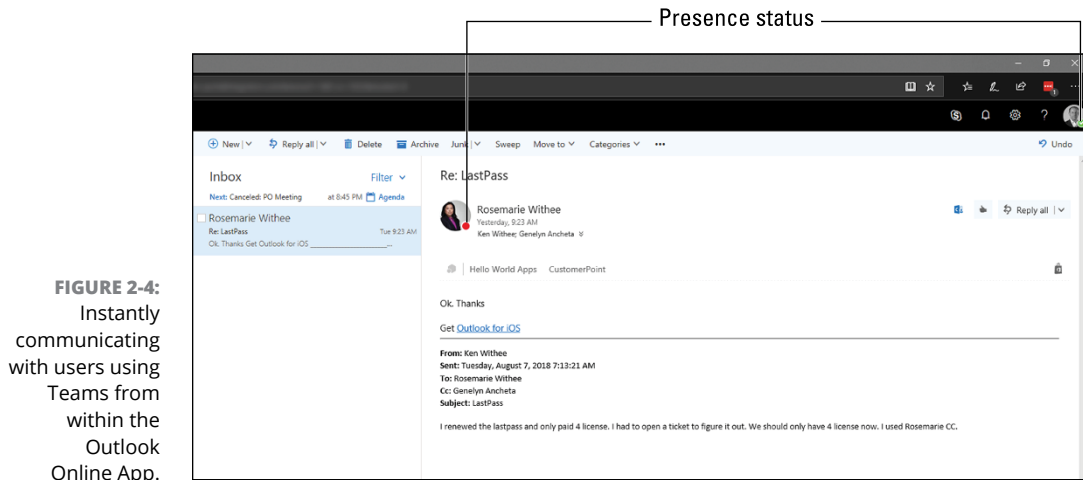 Presence status
New
Reply all
Delete
Archive
Junk
Sweep
Move to
Categories
Undo
Inbox
Filter
Next: Canceled: PO Meeting at 8:45 PM Agenda
Rosemarie Withee
Re: LastPass Tue 9:23 AM
Ok. Thanks Get Outlook for iOS ...
Re: LastPass
Rosemarie Withee
Yesterday, 9:23 AM
Ken Withee; Genelyn Ancheta
Reply all
Hello World Apps CustomerPoint
Ok. Thanks
Get Outlook for iOS
From: Ken Withee
Sent: Tuesday, August 7, 2018 7:13:21 AM
To: Rosemarie Withee
Cc: Genelyn Ancheta
Subject: LastPass
I renewed the lastpass and only paid 4 license. I had to open a ticket to figure it out. We should only have 4 license now. I used Rosemarie CC.
FIGURE 2-4:
Instantly
communicating
with users using
Teams from
within the
Outlook
Online App.